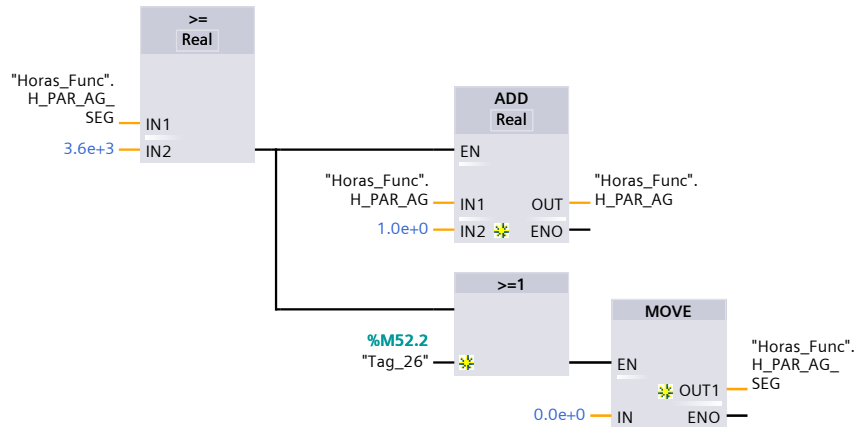 >=
Real
"Horas_Func".
H_PAR_AG_
SEG
IN1
3.6e+3
IN2
ADD
Real
EN
"Horas_Func".
H_PAR_AG
IN1
OUT
"Horas_Func".
H_PAR_AG
1.0e+0
IN2
ENO
>=1
%M52.2
"Tag_26"
MOVE
EN
"Horas_Func".
H_PAR_AG_
SEG
OUT1
0.0e+0
IN
ENO